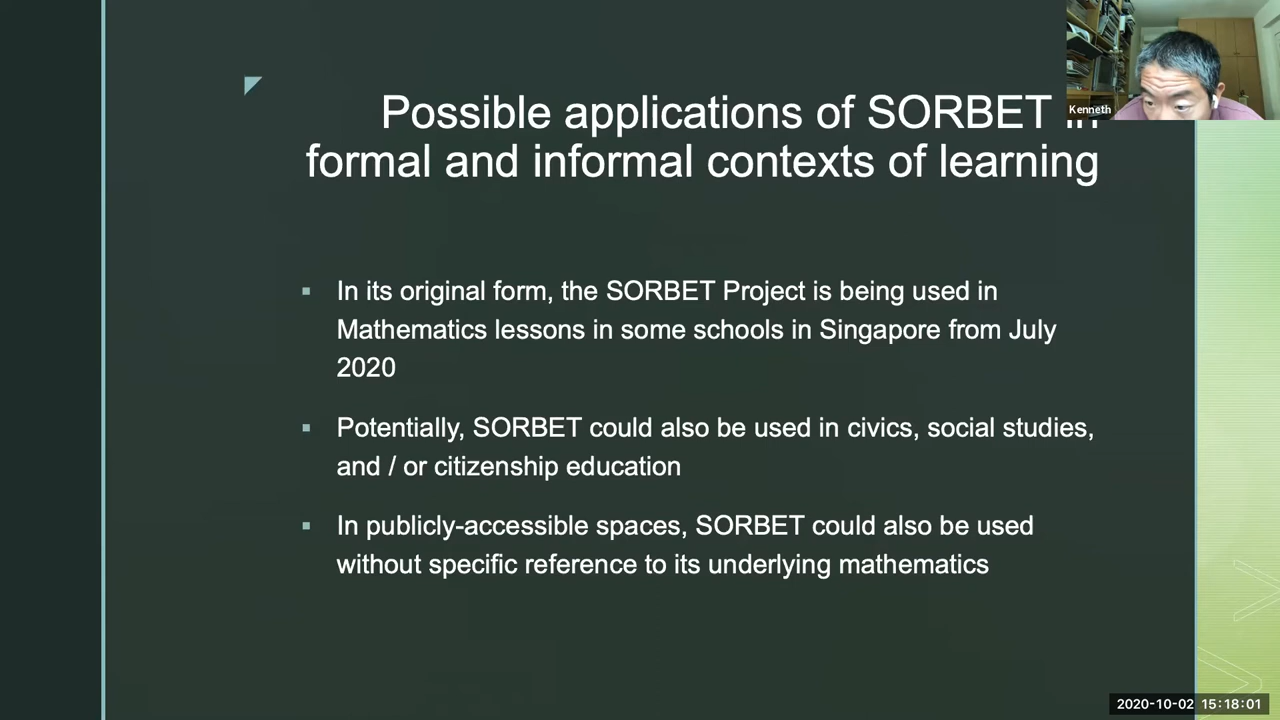 Possible applications of SORBET in
formal and informal contexts of learning
Kenneth
▪ In its original form, the SORBET Project is being used in
Mathematics lessons in some schools in Singapore from July
2020
▪ Potentially, SORBET could also be used in civics, social studies,
and / or citizenship education
▪ In publicly-accessible spaces, SORBET could also be used
without specific reference to its underlying mathematics
2020-10-02 15:18:01